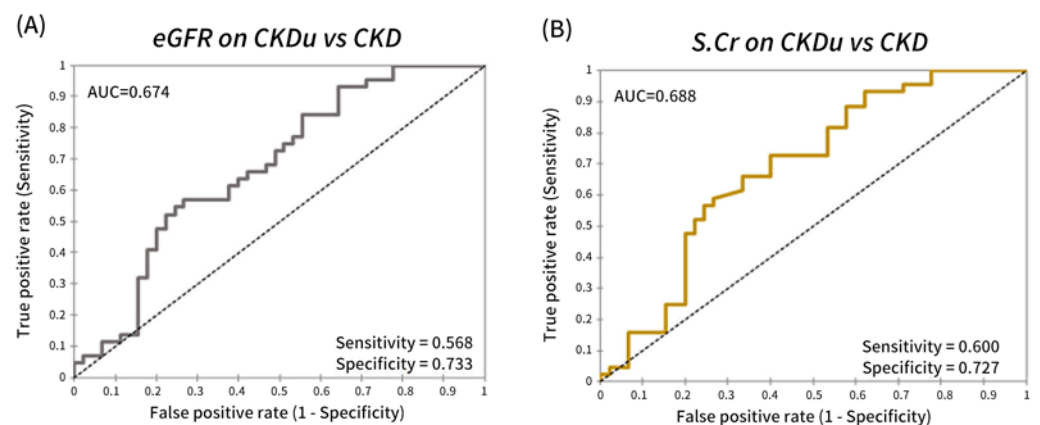 (A)
eGFR on CKDu vs CKD
AUC=0.674
True positive rate (Sensitivity)
1
0.9
0.8
0.7
0.6
0.5
0.4
0.3
0.2
0.1
0
Sensitivity = 0.568
Specificity = 0.733
0 0.1 0.2 0.3 0.4 0.5 0.6 0.7 0.8 0.9 1
False positive rate (1 - Specificity)
(B)
S.Cr on CKDu vs CKD
AUC=0.688
True positive rate (Sensitivity)
1
0.9
0.8
0.7
0.6
0.5
0.4
0.3
0.2
0.1
0
Sensitivity = 0.600
Specificity = 0.727
0 0.1 0.2 0.3 0.4 0.5 0.6 0.7 0.8 0.9 1
False positive rate (1 - Specificity)